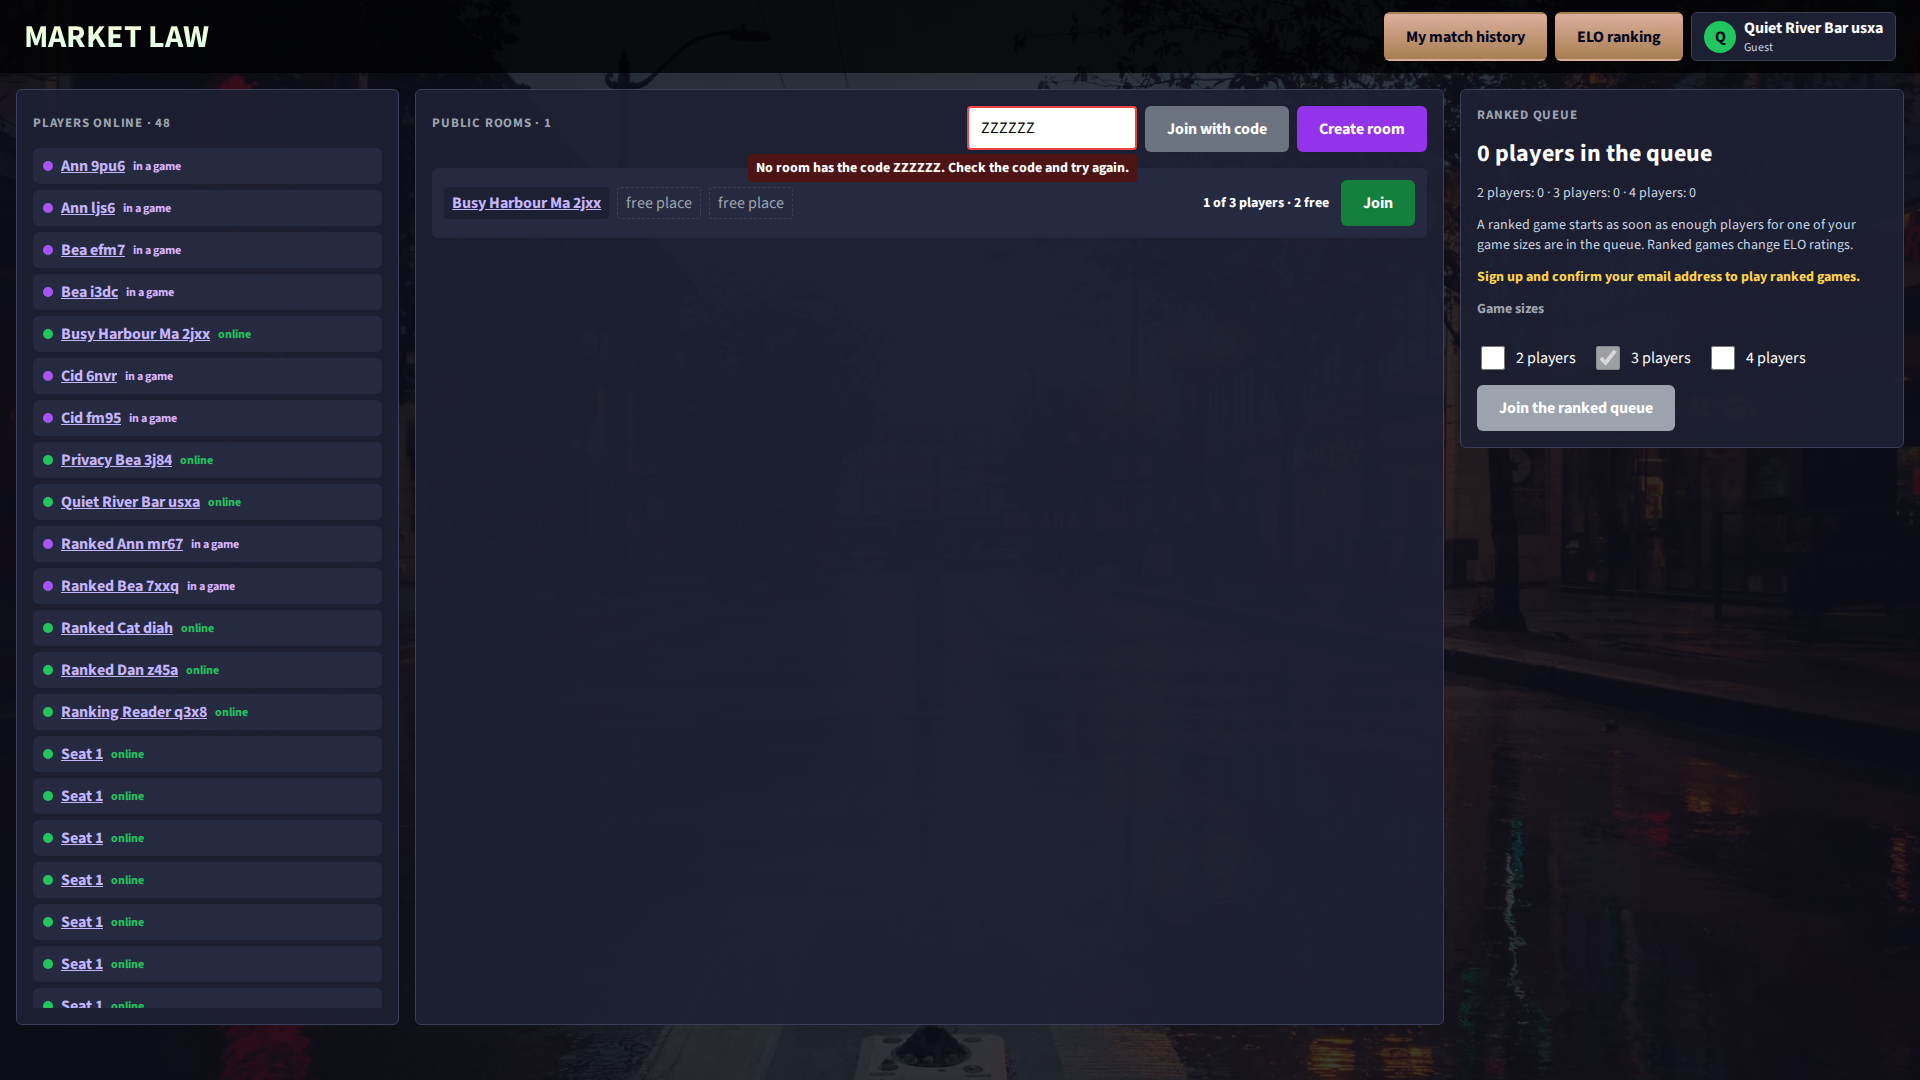 MARKET LAW
My match history
ELO ranking
Q
Quiet River Bar usxa
Guest
PLAYERS ONLINE · 48
Ann 9pu6 in a game
Ann ljs6 in a game
Bea efm7 in a game
Bea i3dc in a game
Busy Harbour Ma 2jxx online
Cid 6nvr in a game
Cid fm95 in a game
Privacy Bea 3j84 online
Quiet River Bar usxa online
Ranked Ann mr67 in a game
Ranked Bea 7xxq in a game
Ranked Cat diah online
Ranked Dan z45a online
Ranking Reader q3x8 online
Seat 1 online
Seat 1 online
Seat 1 online
Seat 1 online
Seat 1 online
Seat 1 online
Seat 1 online
PUBLIC ROOMS · 1
ZZZZZZ
Join with code
Create room
No room has the code ZZZZZZ. Check the code and try again.
Busy Harbour Ma 2jxx
free place
free place
1 of 3 players · 2 free
Join
RANKED QUEUE
0 players in the queue
2 players: 0 · 3 players: 0 · 4 players: 0
A ranked game starts as soon as enough players for one of your
game sizes are in the queue. Ranked games change ELO ratings.
Sign up and confirm your email address to play ranked games.
Game sizes
2 players
3 players
4 players
Join the ranked queue